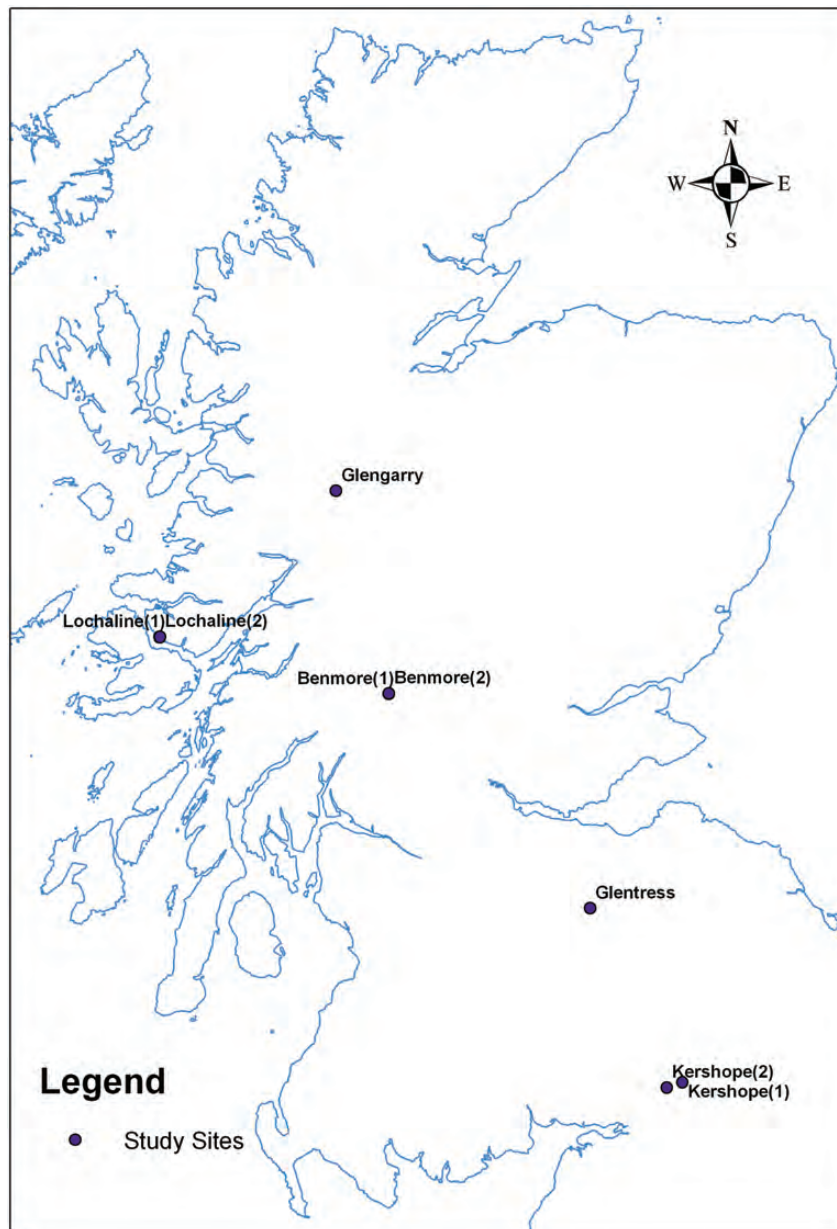 N
W E
S
Glengarry
Lochaline(1)Lochaline(2)
Benmore(1)Benmore(2)
Glentress
Kershope(2)
Kershope(1)
Legend
Study Sites